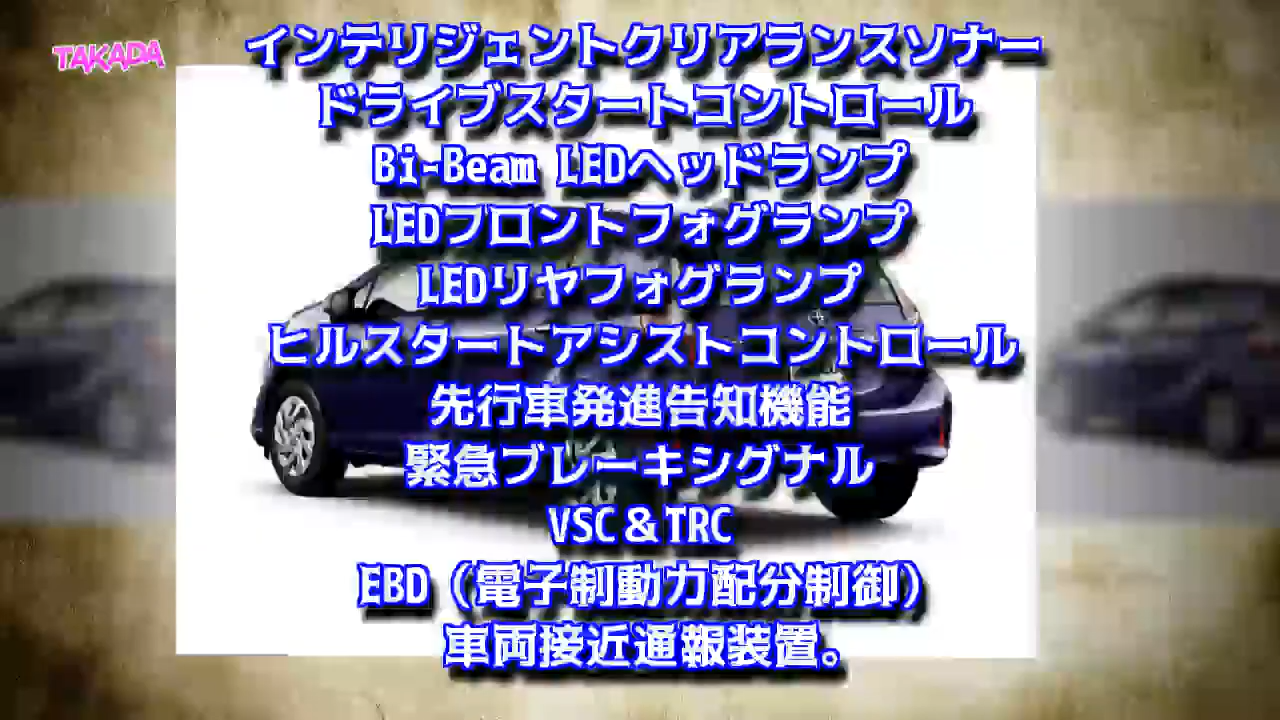 TAKADA
インテリジェントクリアランスソナー
ドライブスタートコントロール
Bi-Beam LEDヘッドランプ
LEDフロントフォグランプ
LEDリヤフォグランプ
ヒルスタートアシストコントロール
先行車発進告知機能
緊急ブレーキシグナル
VSC＆TRC
EBD（電子制動力配分制御）
車両接近通報装置。